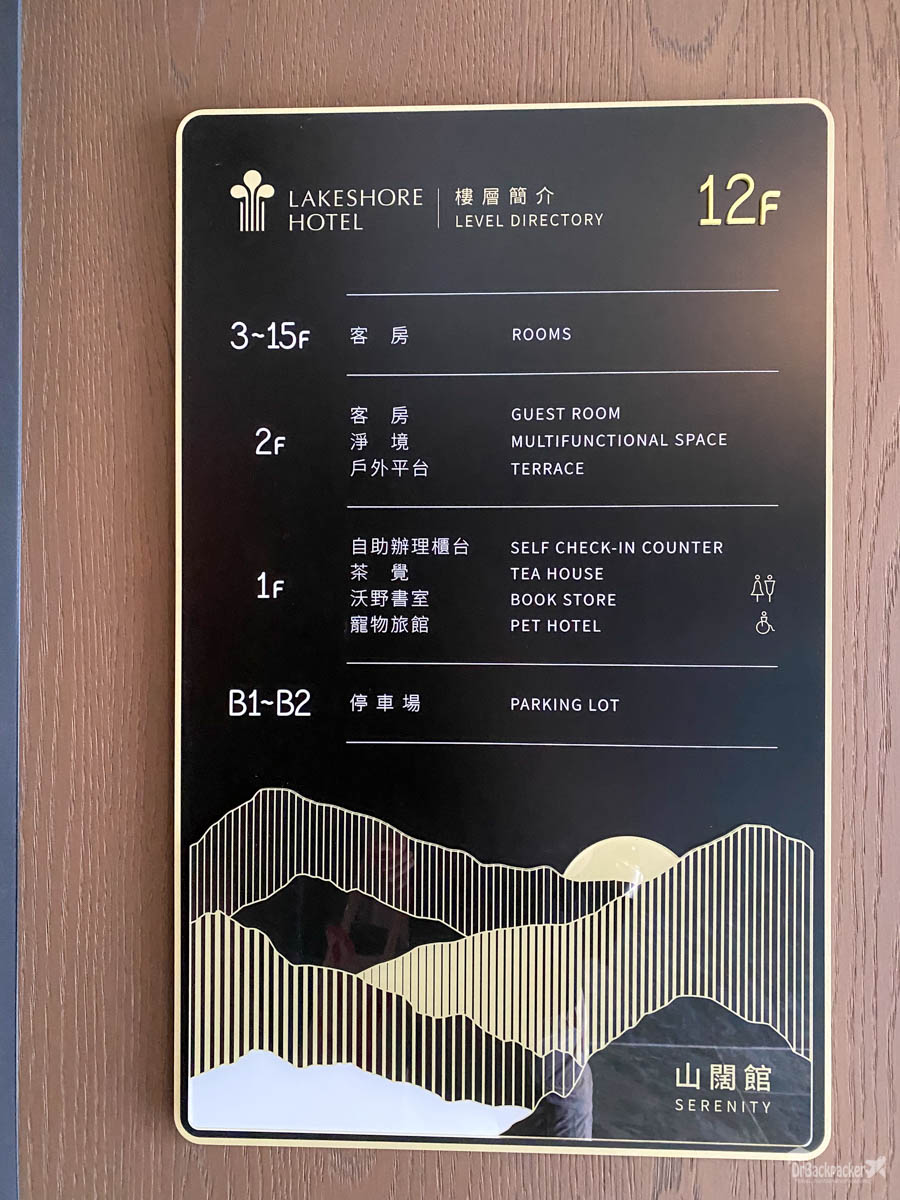 LAKESHORE
HOTEL
樓層簡介
LEVEL DIRECTORY
12F
3~15F 客房 ROOMS
2F
客房 GUEST ROOM
淨境 MULTIFUNCTIONAL SPACE
戶外平台 TERRACE
1F
自助辦理櫃台 SELF CHECK-IN COUNTER
茶覺 TEA HOUSE
沃野書室 BOOK STORE
寵物旅館 PET HOTEL
B1~B2 停車場 PARKING LOT
山闊館
SERENITY
DrBackpacker